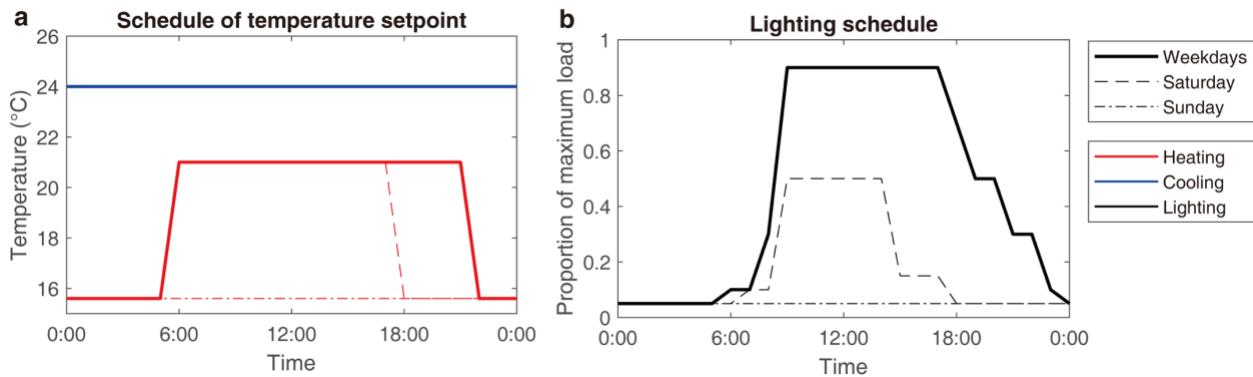 a
Schedule of temperature setpoint
26
24
22
20
18
16
0:00
6:00
12:00
18:00
0:00
Temperature (°C)
Time
b
Lighting schedule
1
0.8
0.6
0.4
0.2
0
0:00
6:00
12:00
18:00
0:00
Proportion of maximum load
Time
Weekdays
Saturday
Sunday
Heating
Cooling
Lighting